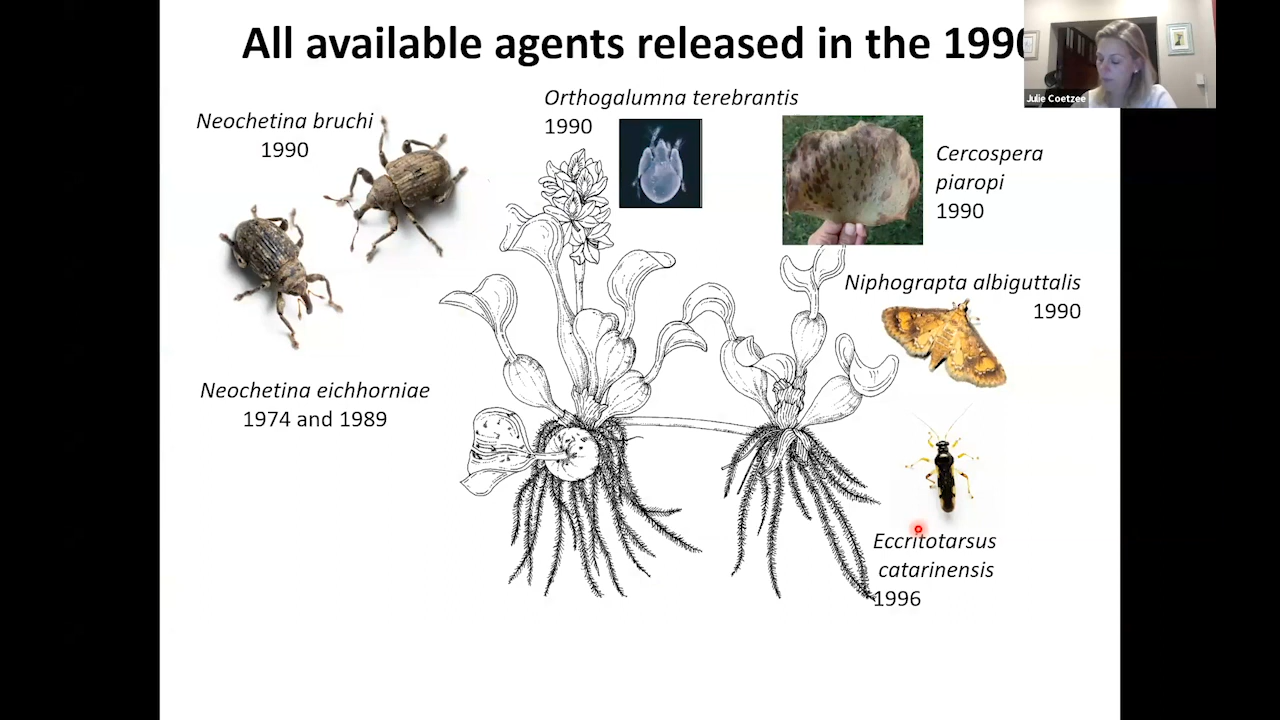 All available agents released in the 1990
Julie Coetzee
Orthogalumna terebrantis
1990
Neochetina bruchi
1990
Cercospera
piaropi
1990
Niphograpta albiguttalis
1990
Neochetina eichhorniae
1974 and 1989
Eccritotarsus
catarinensis
1996